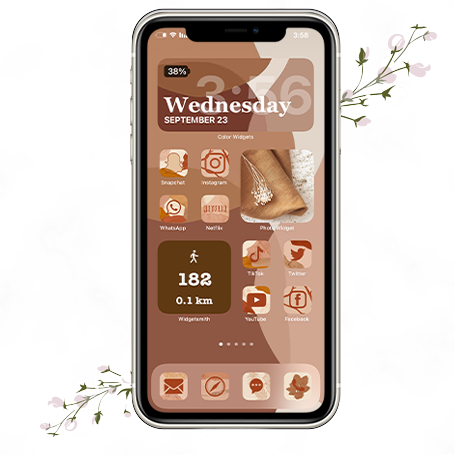 3:58
38%
3:56
Wednesday
SEPTEMBER 23
Color Widgets
Snapchat
Instagram
WhatsApp
NETFLIX
Netflix
Photo Widget
182
0.1 km
Widgetsmith
TikTok
Twitter
YouTube
Facebook